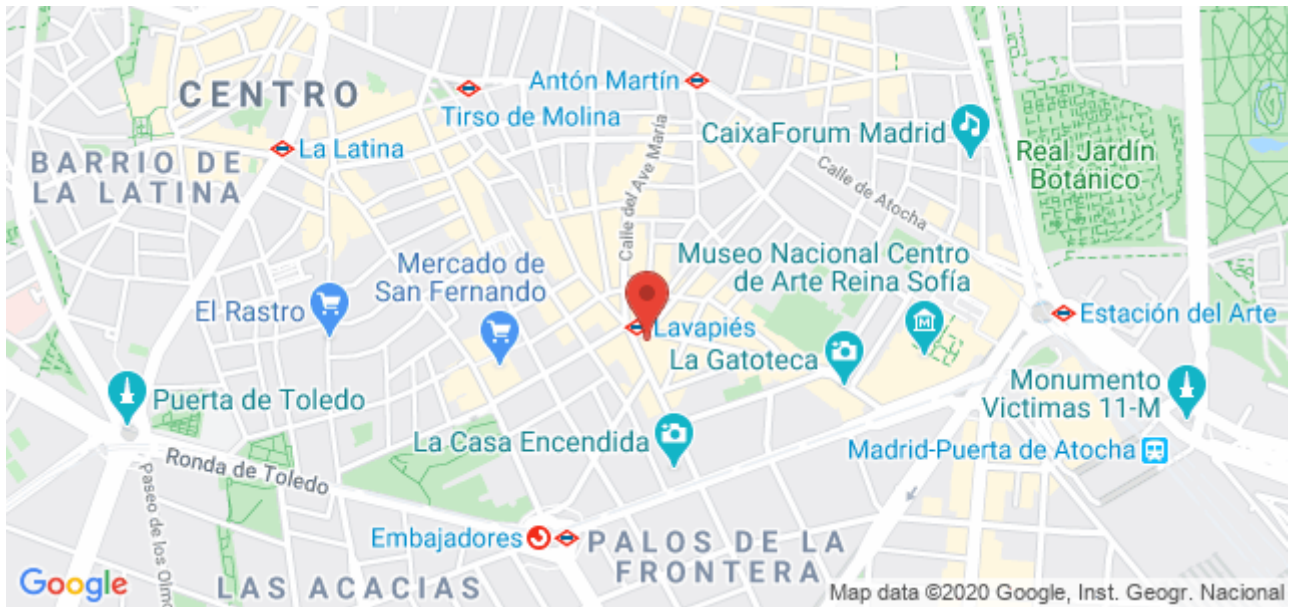 Antón Martín
CENTRO
Tirso de Molina
CaixaForum Madrid
La Latina
BARRIO DE
LA LATINA
Calle del Ave María
Calle de Atocha
Real Jardín
Botánico
Mercado de
San Fernando
Museo Nacional Centro
de Arte Reina Sofía
El Rastro
Lavapiés
Estación del Arte
La Gatoteca
Puerta de Toledo
Monumento
Victimas 11-M
La Casa Encendida
Madrid-Puerta de Atocha
Ronda de Toledo
Paseo de los Olmo
Embajadores
PALOS DE LA
FRONTERA
Google
LAS ACACIAS
Map data ©2020 Google, Inst. Geogr. Nacional